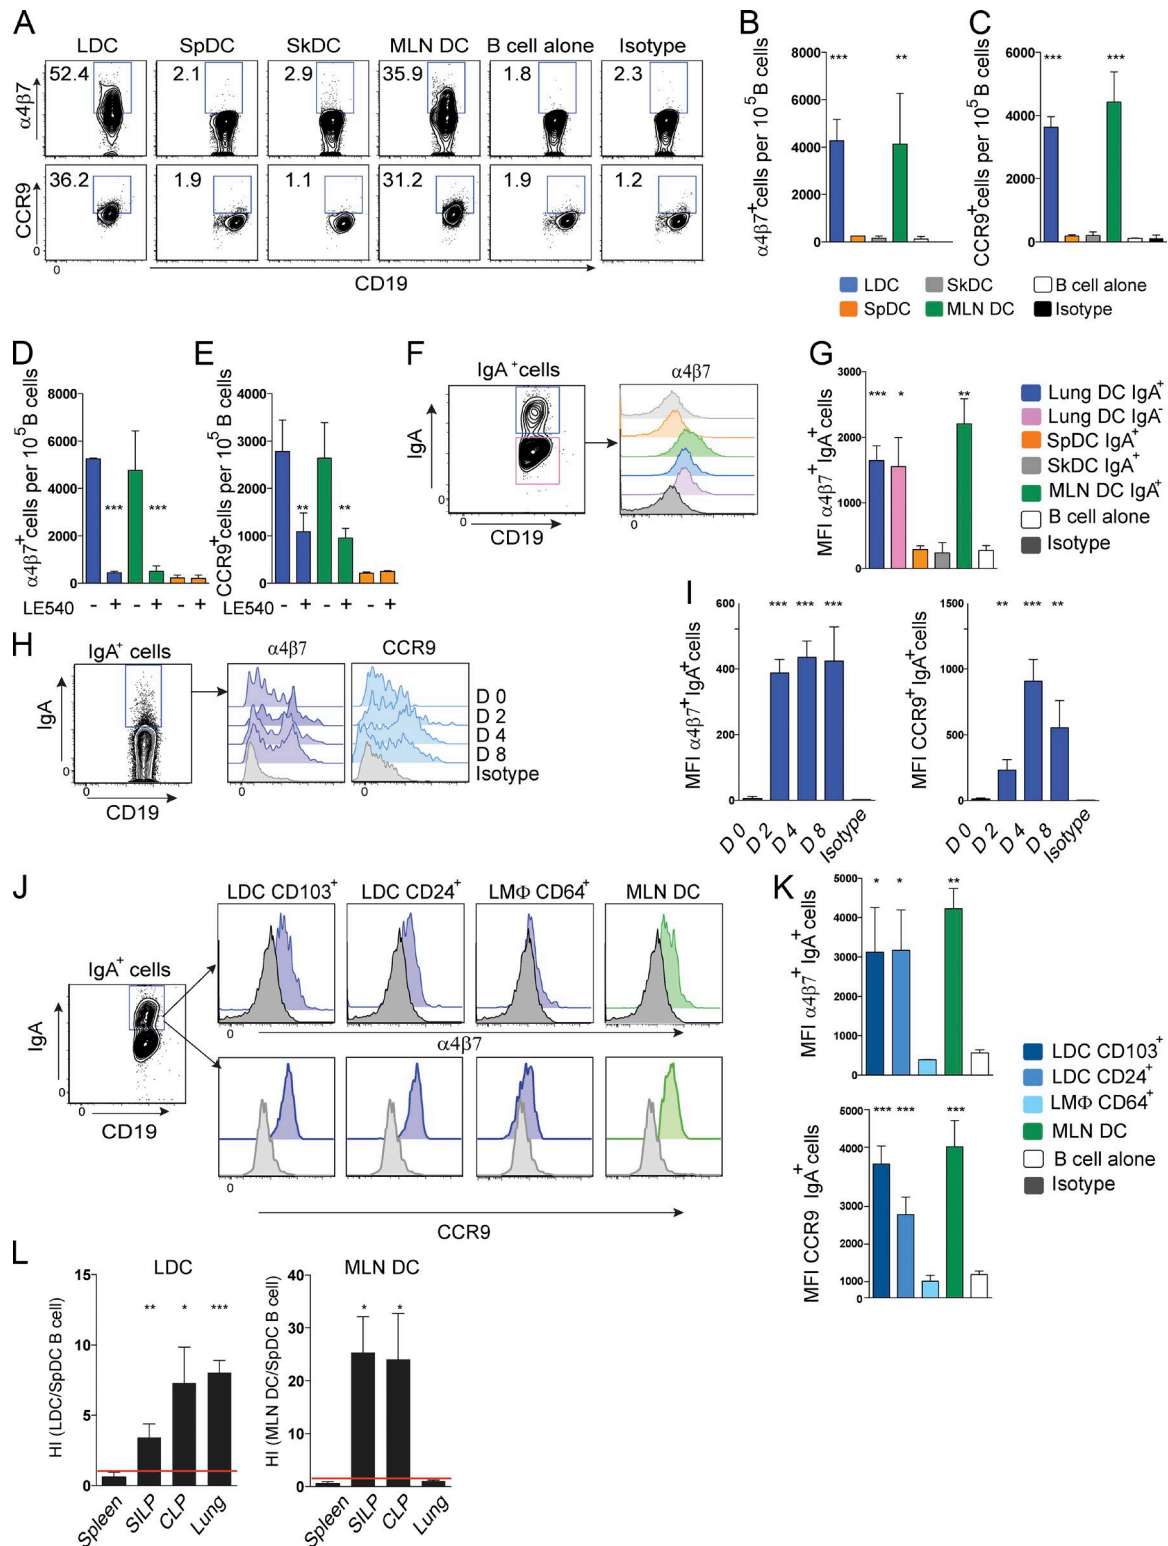 A
LDC SpDC SkDC MLN DC B cell alone Isotype
α4β7
52.4 2.1 2.9 35.9 1.8 2.3
CCR9
36.2 1.9 1.1 31.2 1.9 1.2
0
CD19
B
α4β7+cells per 10^5 B cells
8000
6000
4000
2000
0
*** **
C
CCR9+cells per 10^5 B cells
6000
4000
2000
0
*** ***
LDC SkDC B cell alone
SpDC MLN DC Isotype
D
α4β7+cells per 10^5 B cells
8000
6000
4000
2000
0
*** ***
LE540 - + - + - +
E
CCR9+cells per 10^5 B cells
4000
3000
2000
1000
0
** **
- + - + - +
F
IgA+cells
α4β7
IgA
0
0
CD19
0
G
MFI α4β7+IgA+cells
3000
2000
1000
0
*** * **
Lung DC IgA+
Lung DC IgA-
SpDC IgA+
SkDC IgA+
MLN DC IgA+
B cell alone
Isotype
H
IgA+ cells
α4β7 CCR9
IgA
0
0
CD19
0 0
D 0
D 2
D 4
D 8
Isotype
I
MFI α4β7+IgA+cells
600
400
200
0
*** *** ***
D 0 D 2 D 4 D 8 Isotype
MFI CCR9+IgA+cells
1500
1000
500
0
** *** **
D 0 D 2 D 4 D 8 Isotype
J
LDC CD103+ LDC CD24+ LMΦ CD64+ MLN DC
IgA+ cells
IgA
0
0
CD19
0
α4β7
0
CCR9
K
MFI α4β7+ IgA+cells
5000
4000
3000
2000
1000
0
* * **
MFI CCR9 IgA+cells
5000
4000
3000
2000
1000
0
*** *** ***
LDC CD103+
LDC CD24+
LMΦ CD64+
MLN DC
B cell alone
Isotype
L
LDC
HI (LDC/SpDC B cell)
15
10
5
0
** * ***
Spleen SILP CLP Lung
MLN DC
HI (MLN DC/SpDC B cell)
40
30
20
10
0
* *
Spleen SILP CLP Lung